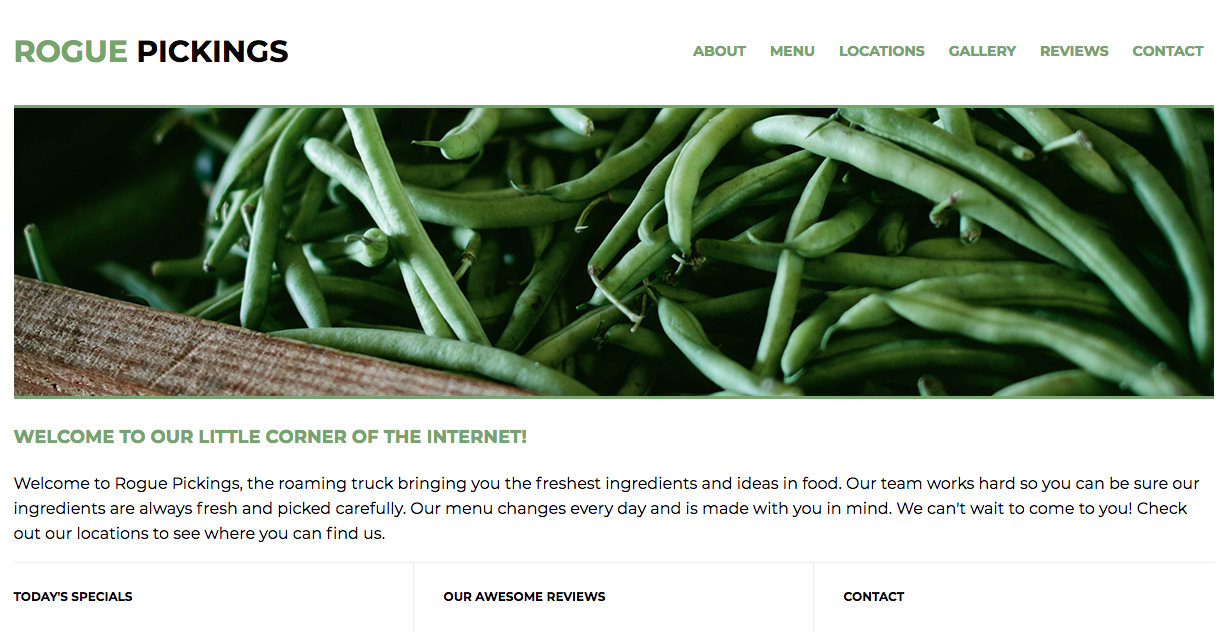 ROGUE PICKINGS
ABOUT MENU LOCATIONS GALLERY REVIEWS CONTACT
WELCOME TO OUR LITTLE CORNER OF THE INTERNET!
Welcome to Rogue Pickings, the roaming truck bringing you the freshest ingredients and ideas in food. Our team works hard so you can be sure our
ingredients are always fresh and picked carefully. Our menu changes every day and is made with you in mind. We can't wait to come to you! Check
out our locations to see where you can find us.
TODAY'S SPECIALS
OUR AWESOME REVIEWS
CONTACT